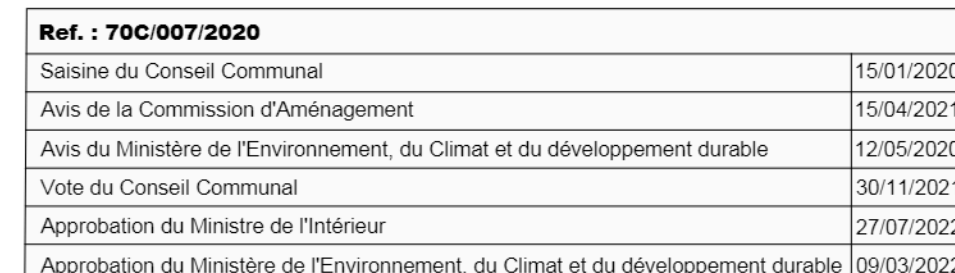 Ref. : 70C/007/2020
Saisine du Conseil Communal 15/01/2020
Avis de la Commission d'Aménagement 15/04/2021
Avis du Ministère de l'Environnement, du Climat et du développement durable 12/05/2020
Vote du Conseil Communal 30/11/2021
Approbation du Ministre de l'Intérieur 27/07/2022
Approbation du Ministère de l'Environnement, du Climat et du développement durable 09/03/2022